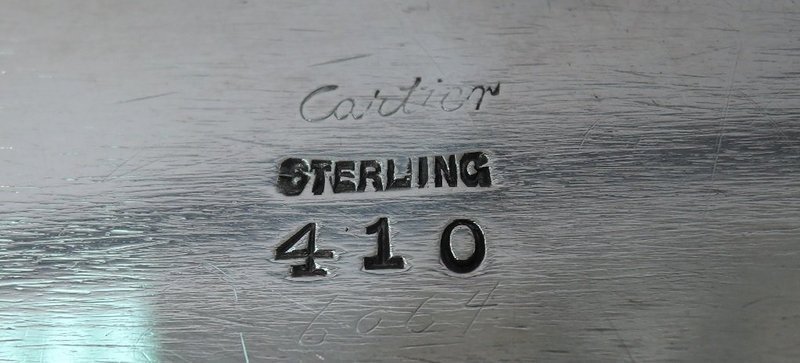 Cartier
STERLING
410
6064